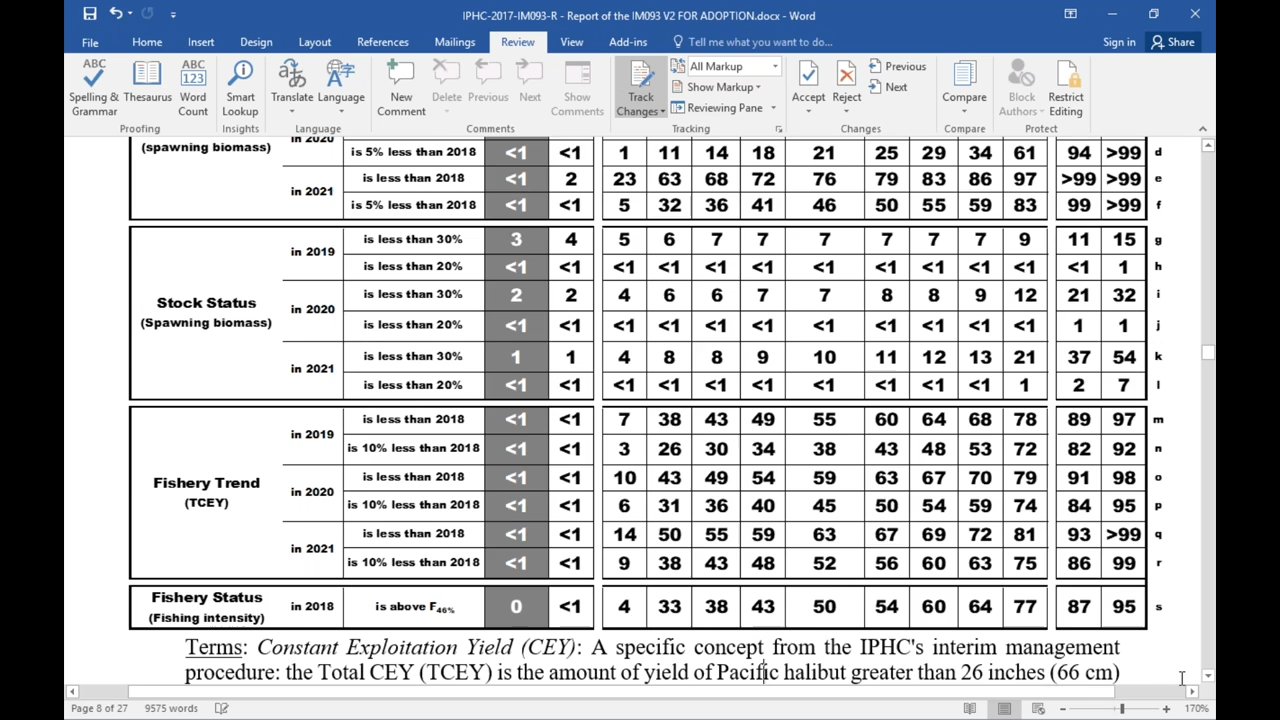 IPHC-2017-IM093-R - Report of the IM093 V2 FOR ADOPTION.docx - Word
File Home Insert Design Layout References Mailings Review View Add-ins Tell me what you want to do... Sign in Share
Spelling & Grammar Thesaurus Word Count Smart Lookup Translate Language New Comment Delete Previous Next Show Comments Track Changes All Markup Show Markup Reviewing Pane Accept Reject Previous Next Compare Block Authors Restrict Editing
Proofing Insights Language Comments Tracking Changes Compare Protect
(spawning biomass) in 2020 is 5% less than 2018 <1 <1 1 11 14 18 21 25 29 34 61 94 >99 d
in 2021 is less than 2018 <1 2 23 63 68 72 76 79 83 86 97 >99 >99 e
is 5% less than 2018 <1 <1 5 32 36 41 46 50 55 59 83 99 >99 f
Stock Status (Spawning biomass) in 2019 is less than 30% 3 4 5 6 7 7 7 7 7 7 9 11 15 g
is less than 20% <1 <1 <1 <1 <1 <1 <1 <1 <1 <1 <1 <1 1 h
in 2020 is less than 30% 2 2 4 6 6 7 7 8 8 9 12 21 32 i
is less than 20% <1 <1 <1 <1 <1 <1 <1 <1 <1 <1 <1 1 1 j
in 2021 is less than 30% 1 1 4 8 8 9 10 11 12 13 21 37 54 k
is less than 20% <1 <1 <1 <1 <1 <1 <1 <1 <1 <1 1 2 7 l
Fishery Trend (TCEY) in 2019 is less than 2018 <1 <1 7 38 43 49 55 60 64 68 78 89 97 m
is 10% less than 2018 <1 <1 3 26 30 34 38 43 48 53 72 82 92 n
in 2020 is less than 2018 <1 <1 10 43 49 54 59 63 67 70 79 91 98 o
is 10% less than 2018 <1 <1 6 31 36 40 45 50 54 59 74 84 95 p
in 2021 is less than 2018 <1 <1 14 50 55 59 63 67 69 72 81 93 >99 q
is 10% less than 2018 <1 <1 9 38 43 48 52 56 60 63 75 86 99 r
Fishery Status (Fishing intensity) in 2018 is above F46% 0 <1 4 33 38 43 50 54 60 64 77 87 95 s
Terms: Constant Exploitation Yield (CEY): A specific concept from the IPHC's interim management
procedure: the Total CEY (TCEY) is the amount of yield of Pacific halibut greater than 26 inches (66 cm)
Page 8 of 27 9575 words 170%